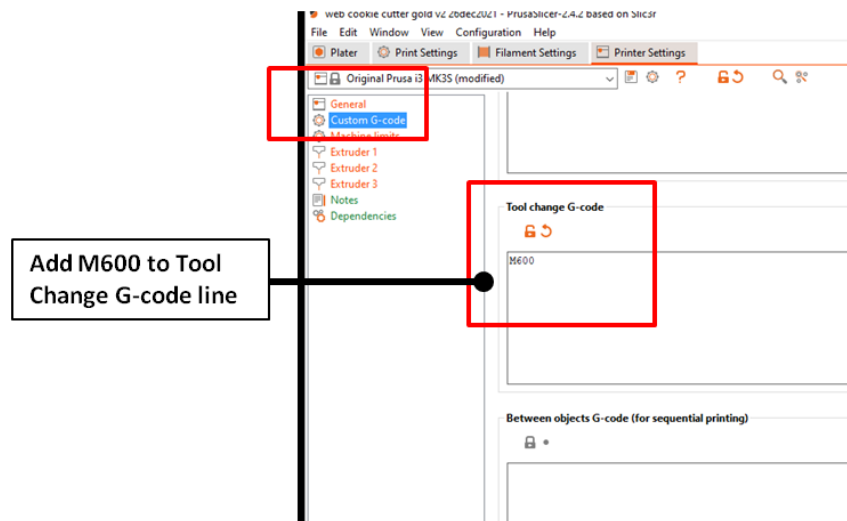 web cookie cutter gold v2 26dec2021 - PrusaSlicer-2.4.2 based on Slic3r
File Edit Window View Configuration Help
Plater Print Settings Filament Settings Printer Settings
Original Prusa i3 MK3S (modified)
General
Custom G-code
Machine limits
Extruder 1
Extruder 2
Extruder 3
Notes
Dependencies
Tool change G-code
M600
Add M600 to Tool
Change G-code line
Between objects G-code (for sequential printing)